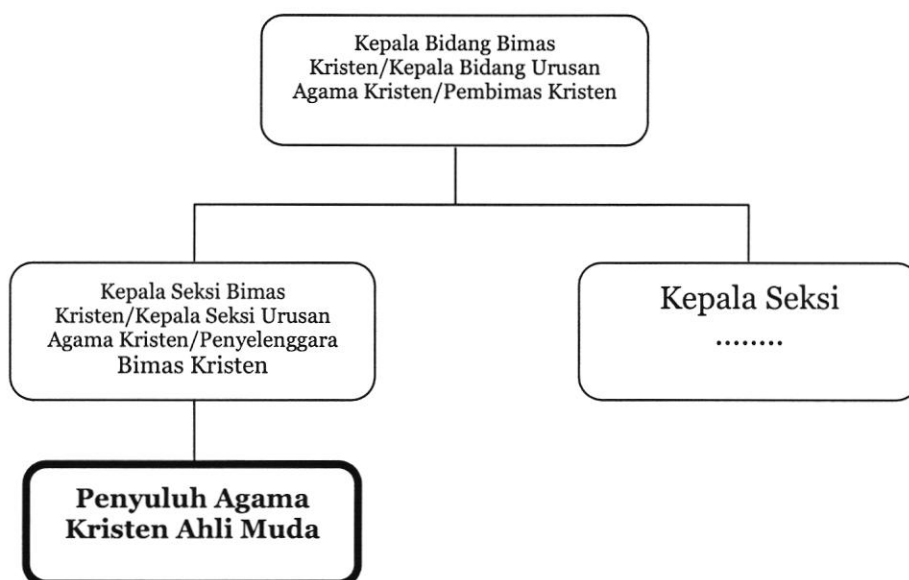 Kepala Bidang Bimas
Kristen/Kepala Bidang Urusan
Agama Kristen/Pembimas Kristen
Kepala Seksi Bimas
Kristen/Kepala Seksi Urusan
Agama Kristen/Penyelenggara
Bimas Kristen
Kepala Seksi
........
Penyuluh Agama
Kristen Ahli Muda